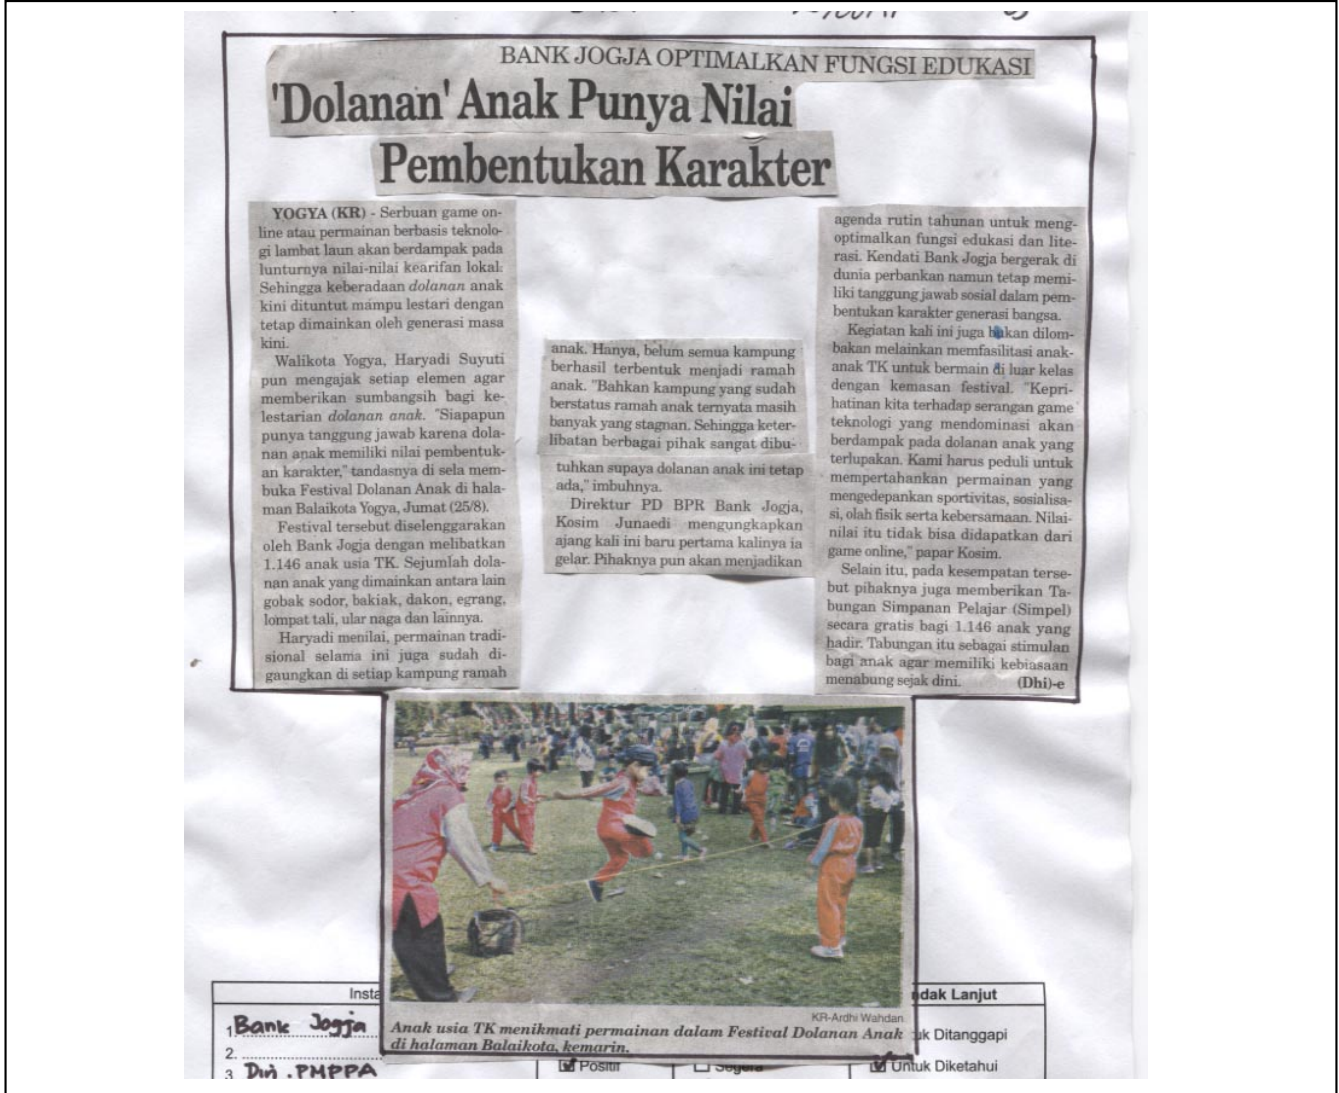 BANK JOGJA OPTIMALKAN FUNGSI EDUKASI
'Dolanan' Anak Punya Nilai
Pembentukan Karakter
YOGYA (KR) - Serbuan game on-
line atau permainan berbasis teknolo-
gi lambat laun akan berdampak pada
lunturnya nilai-nilai kearifan lokal.
Sehingga keberadaan dolanan anak
kini dituntut mampu lestari dengan
tetap dimainkan oleh generasi masa
kini.
Walikota Yogya, Haryadi Suyuti
pun mengajak setiap elemen agar
memberikan sumbangsih bagi ke-
lestarian dolanan anak. "Siapapun
punya tanggung jawab karena dola-
nan anak memiliki nilai pembentuk-
an karakter," tandasnya di sela mem-
buka Festival Dolanan Anak di hala-
man Balaikota Yogya, Jumat (25/8).
Festival tersebut diselenggarakan
oleh Bank Jogja dengan melibatkan
1.146 anak usia TK. Sejumlah dola-
nan anak yang dimainkan antara lain
gobak sodor, bakiak, dakon, egrang,
lompat tali, ular naga dan lainnya.
Haryadi menilai, permainan tradi-
sional selama ini juga sudah di-
gaungkan di setiap kampung ramah
anak. Hanya, belum semua kampung
berhasil terbentuk menjadi ramah
anak. "Bahkan kampung yang sudah
berstatus ramah anak ternyata masih
banyak yang stagnan. Sehingga keter-
libatan berbagai pihak sangat dibu-
tuhkan supaya dolanan anak ini tetap
ada," imbuhnya.
Direktur PD BPR Bank Jogja,
Kosim Junaedi mengungkapkan
ajang kali ini baru pertama kalinya ia
gelar. Pihaknya pun akan menjadikan
agenda rutin tahunan untuk meng-
optimalkan fungsi edukasi dan lite-
rasi. Kendati Bank Jogja bergerak di
dunia perbankan namun tetap memi-
liki tanggung jawab sosial dalam pem-
bentukan karakter generasi bangsa.
Kegiatan kali ini juga bukan dilom-
bakan melainkan memfasilitasi anak-
anak TK untuk bermain di luar kelas
dengan kemasan festival. "Kepri-
hatinan kita terhadap serangan game
teknologi yang mendominasi akan
berdampak pada dolanan anak yang
terlupakan. Kami harus peduli untuk
mempertahankan permainan yang
mengedepankan sportivitas, sosialisa-
si, olah fisik serta kebersamaan. Nilai-
nilai itu tidak bisa didapatkan dari
game online," papar Kosim.
Selain itu, pada kesempatan terse-
but pihaknya juga memberikan Ta-
bungan Simpanan Pelajar (Simpel)
secara gratis bagi 1.146 anak yang
hadir. Tabungan itu sebagai stimulan
bagi anak agar memiliki kebiasaan
menabung sejak dini. (Dhi)-e
KR-Ardhi Wahdan
Anak usia TK menikmati permainan dalam Festival Dolanan Anak
di halaman Balaikota, kemarin.
Insta
ndak Lanjut
1 Bank Jogja
uk Ditanggapi
2.
3 Din. PMPPA
Positif
Segera
Untuk Diketahui